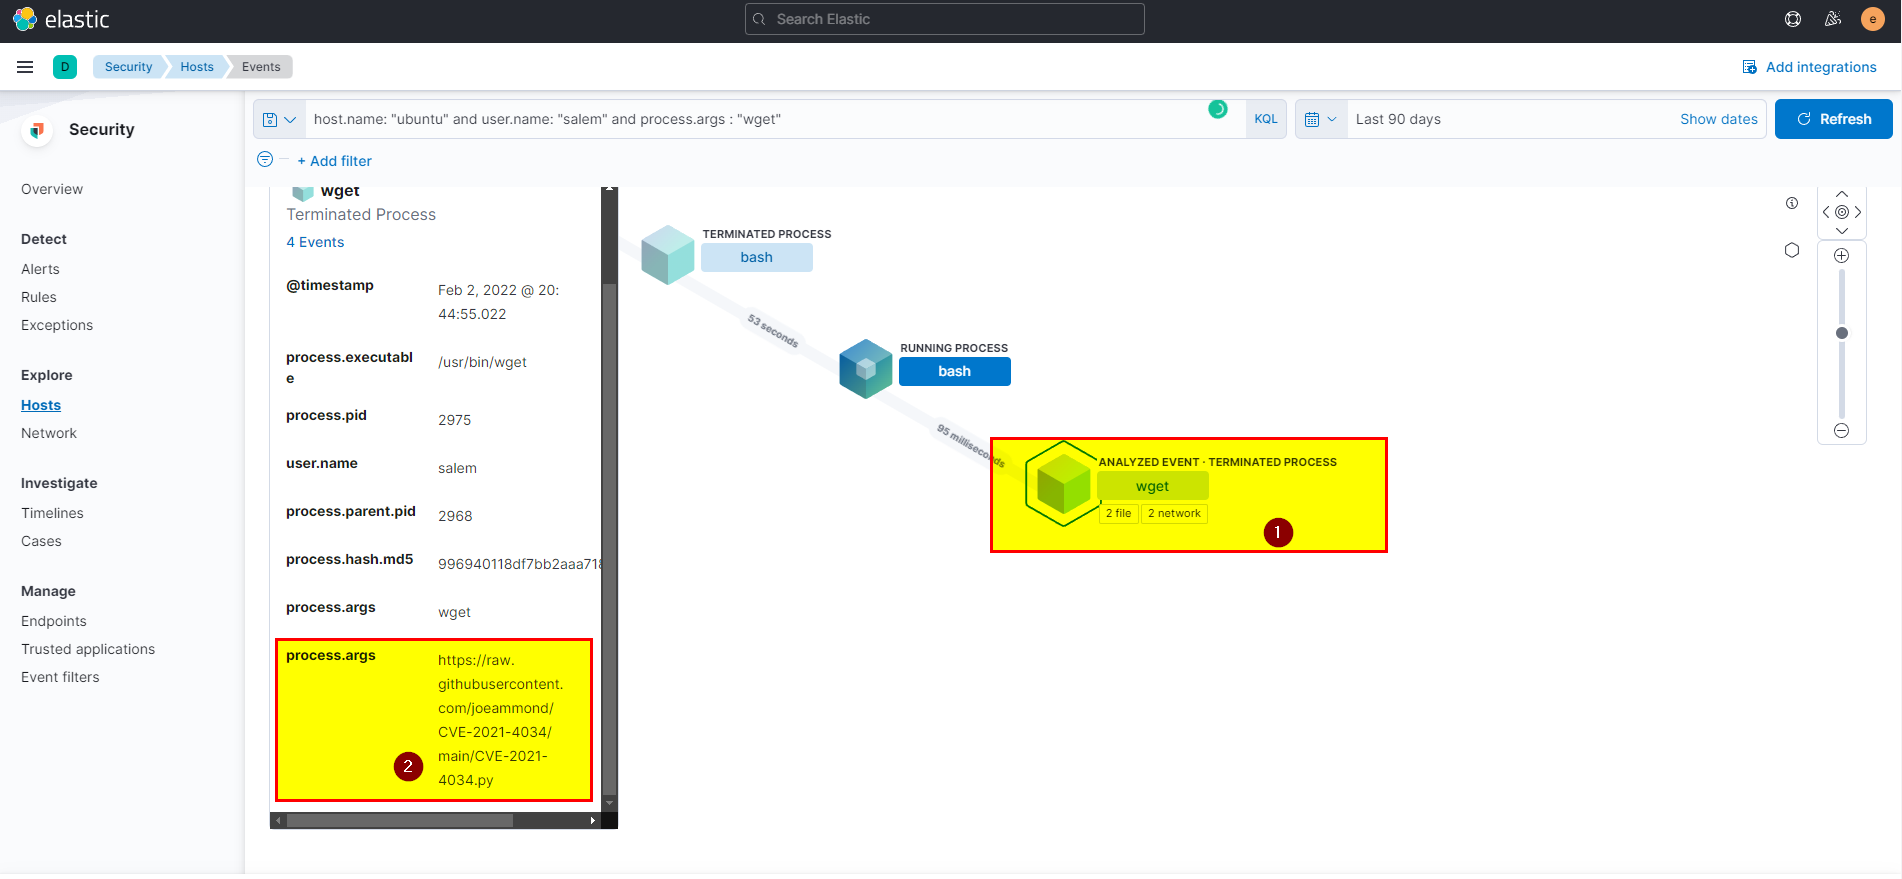 elastic
Search Elastic
e
D
Security
Hosts
Events
Add integrations
Security
host.name: "ubuntu" and user.name: "salem" and process.args : "wget"
KQL
Last 90 days
Show dates
Refresh
+ Add filter
Overview
Detect
Alerts
Rules
Exceptions
Explore
Hosts
Network
Investigate
Timelines
Cases
Manage
Endpoints
Trusted applications
Event filters
wget
Terminated Process
4 Events
@timestamp
Feb 2, 2022 @ 20:
44:55.022
process.executabl
e
/usr/bin/wget
process.pid
2975
user.name
salem
process.parent.pid
2968
process.hash.md5
996940118df7bb2aaa718
process.args
wget
process.args
https://raw.
githubusercontent.
com/joeammond/
CVE-2021-4034/
main/CVE-2021-
4034.py
2
TERMINATED PROCESS
bash
53 seconds
RUNNING PROCESS
bash
95 milliseconds
ANALYZED EVENT · TERMINATED PROCESS
wget
2 file
2 network
1